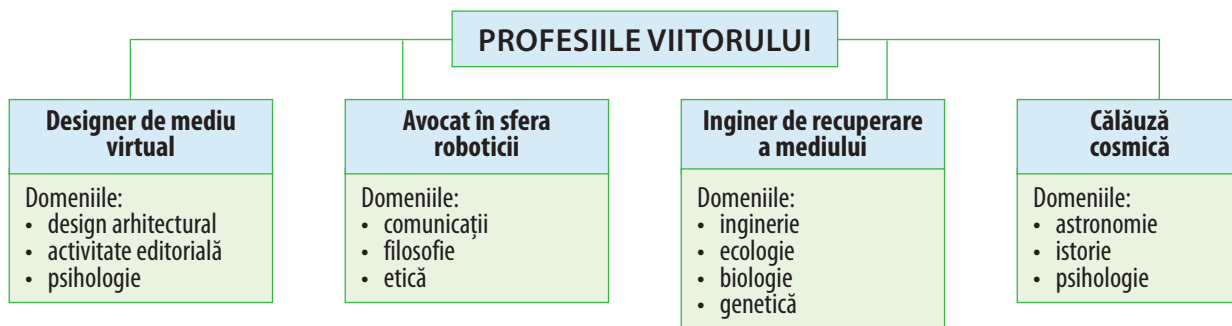 PROFESIILE VIITORULUI
Designer de mediu
virtual
Domeniile:
• design arhitectural
• activitate editorială
• psihologie
Avocat în sfera
roboticii
Domeniile:
• comunicații
• filosofie
• etică
Inginer de recuperare
a mediului
Domeniile:
• inginerie
• ecologie
• biologie
• genetică
Călăuză
cosmică
Domeniile:
• astronomie
• istorie
• psihologie